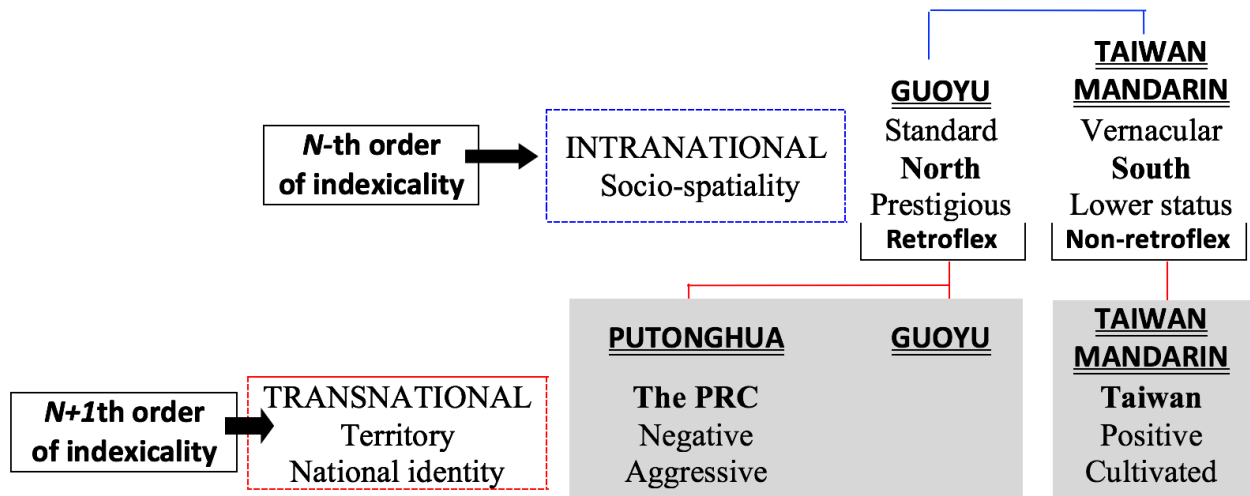 N-th order
of indexicality
INTRANATIONAL
Socio-spatiality
GUOYU
Standard
North
Prestigious
Retroflex
TAIWAN
MANDARIN
Vernacular
South
Lower status
Non-retroflex
N+1th order
of indexicality
TRANSNATIONAL
Territory
National identity
PUTONGHUA
The PRC
Negative
Aggressive
GUOYU
TAIWAN
MANDARIN
Taiwan
Positive
Cultivated